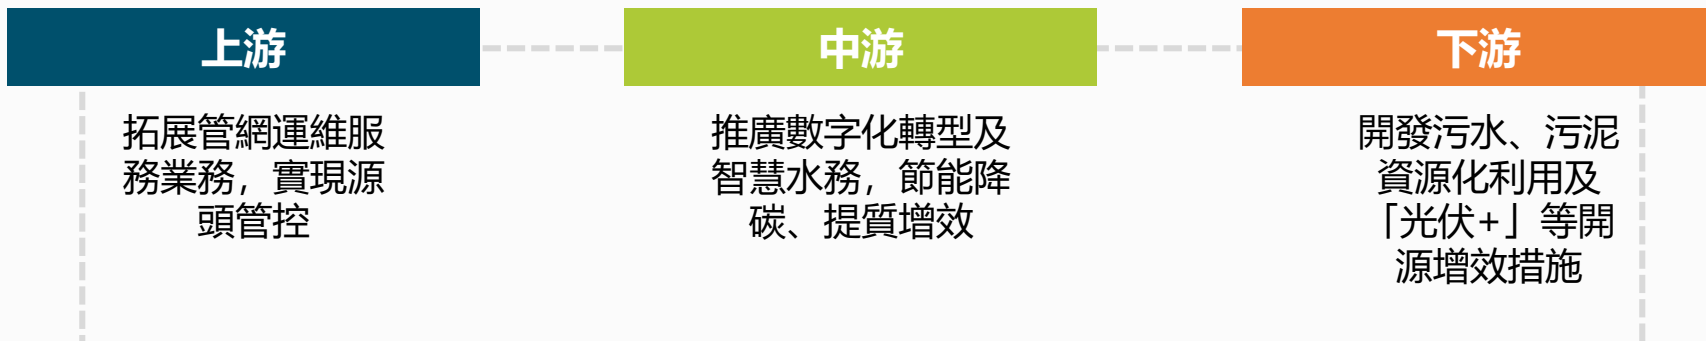 上游
拓展管網運維服
務業務，實現源
頭管控
中游
推廣數字化轉型及
智慧水務，節能降
碳、提質增效
下游
開發污水、污泥
資源化利用及
「光伏+」等開
源增效措施